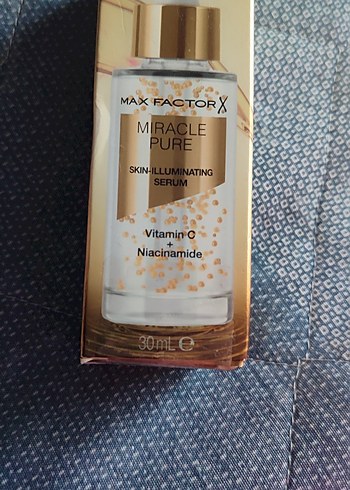 MAX FACTOR X
MIRACLE
PURE
SKIN-ILLUMINATING
SERUM
Vitamin C
+
Niacinamide
30mL ℮